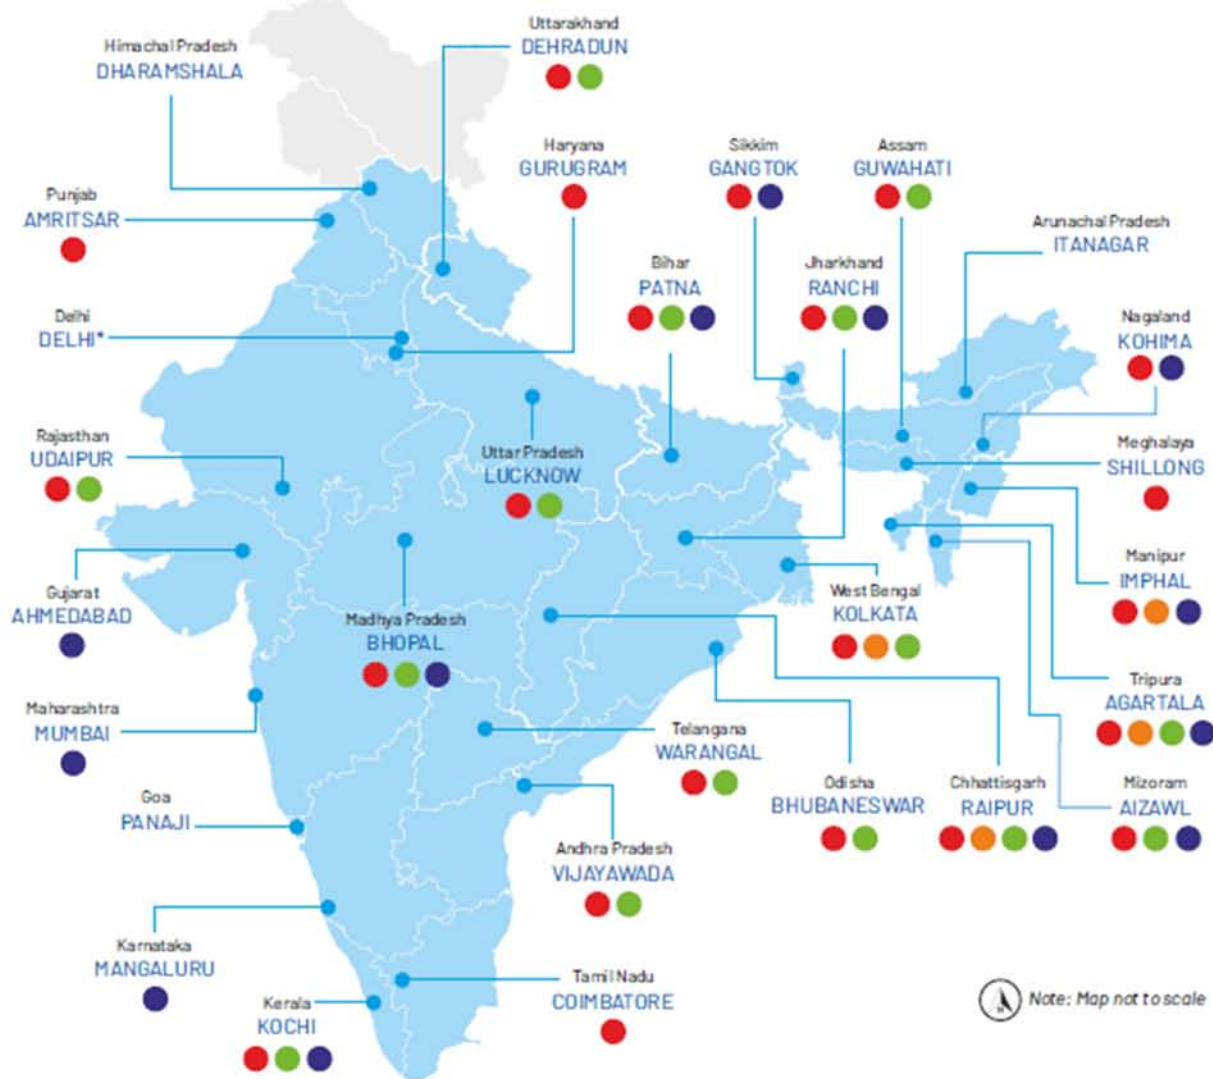 Uttarakhand
DEHRADUN
Himachal Pradesh
DHARAMSHALA
Haryana
GURUGRAM
Sikkim
GANGTOK
Assam
GUWAHATI
Punjab
AMRITSAR
Arunachal Pradesh
ITANAGAR
Bihar
PATNA
Jharkhand
RANCHI
Delhi
DELHI*
Nagaland
KOHIMA
Rajasthan
UDAIPUR
Uttar Pradesh
LUCKNOW
Meghalaya
SHILLONG
Gujarat
AHMEDABAD
Madhya Pradesh
BHOPAL
West Bengal
KOLKATA
Manipur
IMPHAL
Maharashtra
MUMBAI
Telangana
WARANGAL
Tripura
AGARTALA
Goa
PANAJI
Odisha
BHUBANESWAR
Chhattisgarh
RAIPUR
Mizoram
AIZAWL
Andhra Pradesh
VIJAYAWADA
Karnataka
MANGALURU
Kerala
KOCHI
Tamil Nadu
COIMBATORE
N
Note: Map not to scale